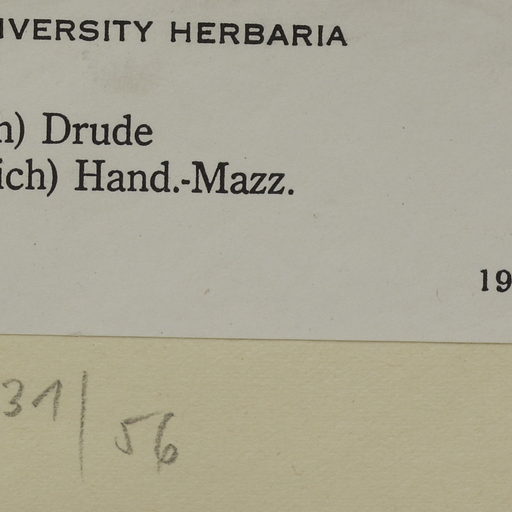 IVERSITY HERBARIA
h) Drude
ich) Hand.-Mazz.
19
31/56